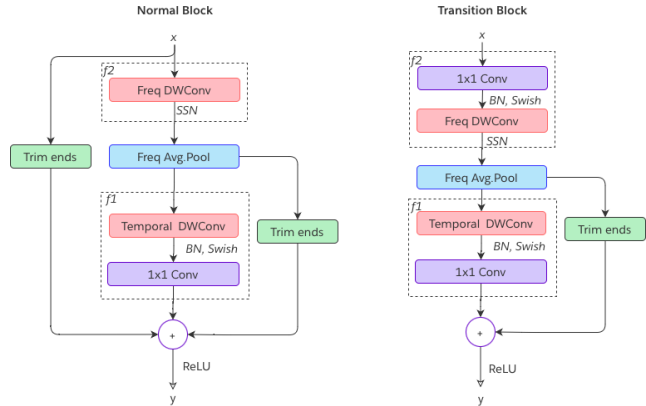 Normal Block
x
f2
Freq DWConv
SSN
Trim ends
Freq Avg.Pool
f1
Temporal DWConv
Trim ends
BN, Swish
1x1 Conv
+
ReLU
y
Transition Block
x
f2
1x1 Conv
BN, Swish
Freq DWConv
SSN
Freq Avg.Pool
f1
Temporal DWConv
Trim ends
BN, Swish
1x1 Conv
+
ReLU
y